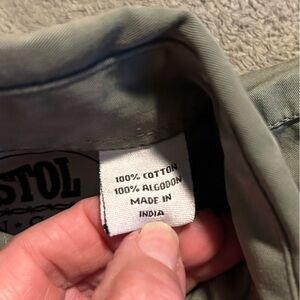 STOL
100% COTTON
100% ALGODON
MADE IN
INDIA